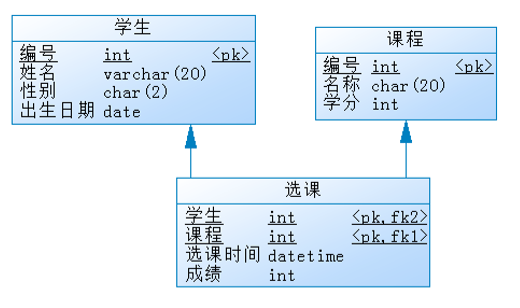 学生
编号 int <pk>
姓名 varchar(20)
性别 char(2)
出生日期 date
课程
编号 int <pk>
名称 char(20)
学分 int
选课
学生 int <pk,fk2>
课程 int <pk,fk1>
选课时间 datetime
成绩 int